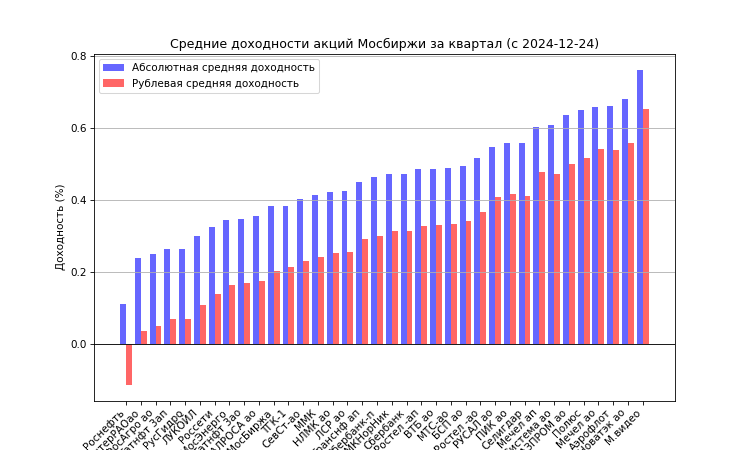 Средние доходности акций Мосбиржи за квартал (с 2024-12-24)
Абсолютная средняя доходность
Рублевая средняя доходность
Доходность (%)
0.8
0.6
0.4
0.2
0.0
Роснефть
РусГидро
ЛУКОЙЛ
Россети
МосБиржа
ТГК-1
СевСт-ао
ММК
НЛМК ао
ЛСР ао
Сбербанк
Ростел -ап
ВТБ ао
МТС-ао
БСП ао
Ростел -ао
РУСАЛ ао
ПИК ао
Селигдар
Мечел ап
Полюс
Мечел ао
Аэрофлот
М.видео